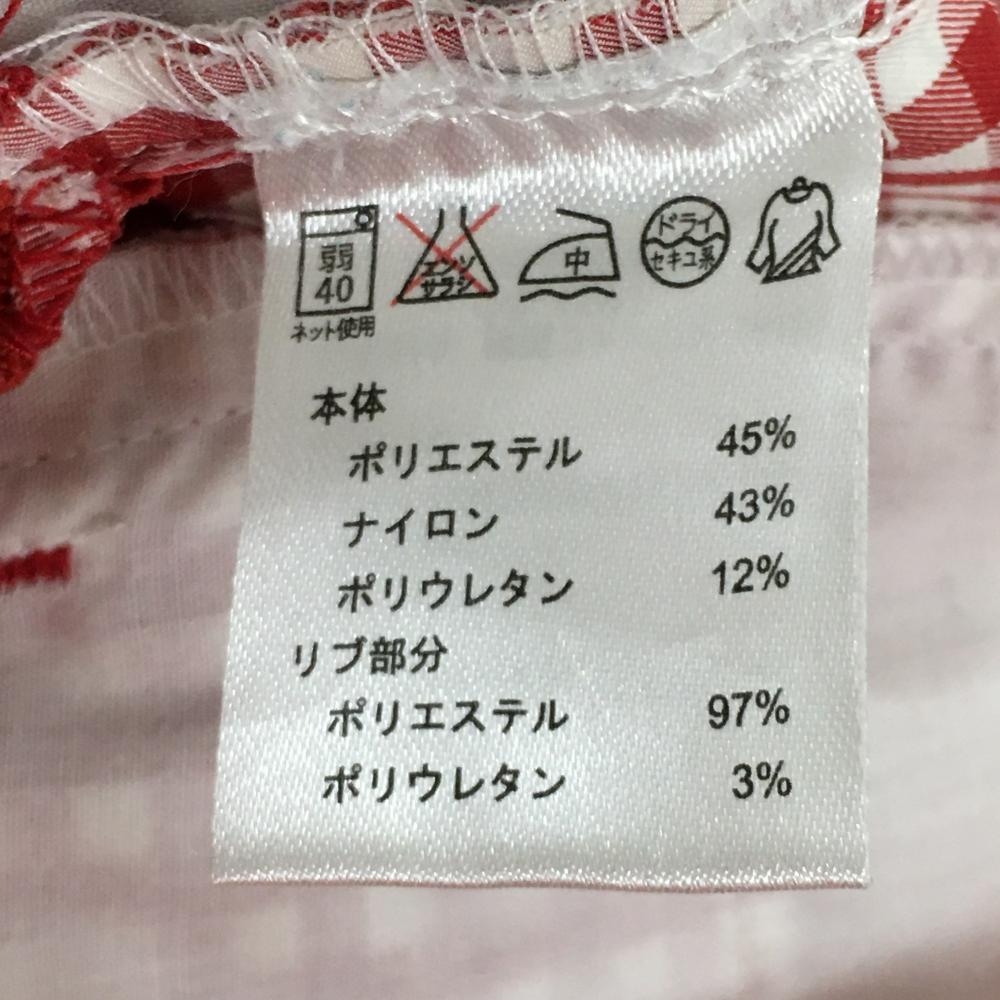 弱
40
ネット使用
エンソ
サラシ
中
ドライ
セキユ系
本体
ポリエステル 45%
ナイロン 43%
ポリウレタン 12%
リブ部分
ポリエステル 97%
ポリウレタン 3%